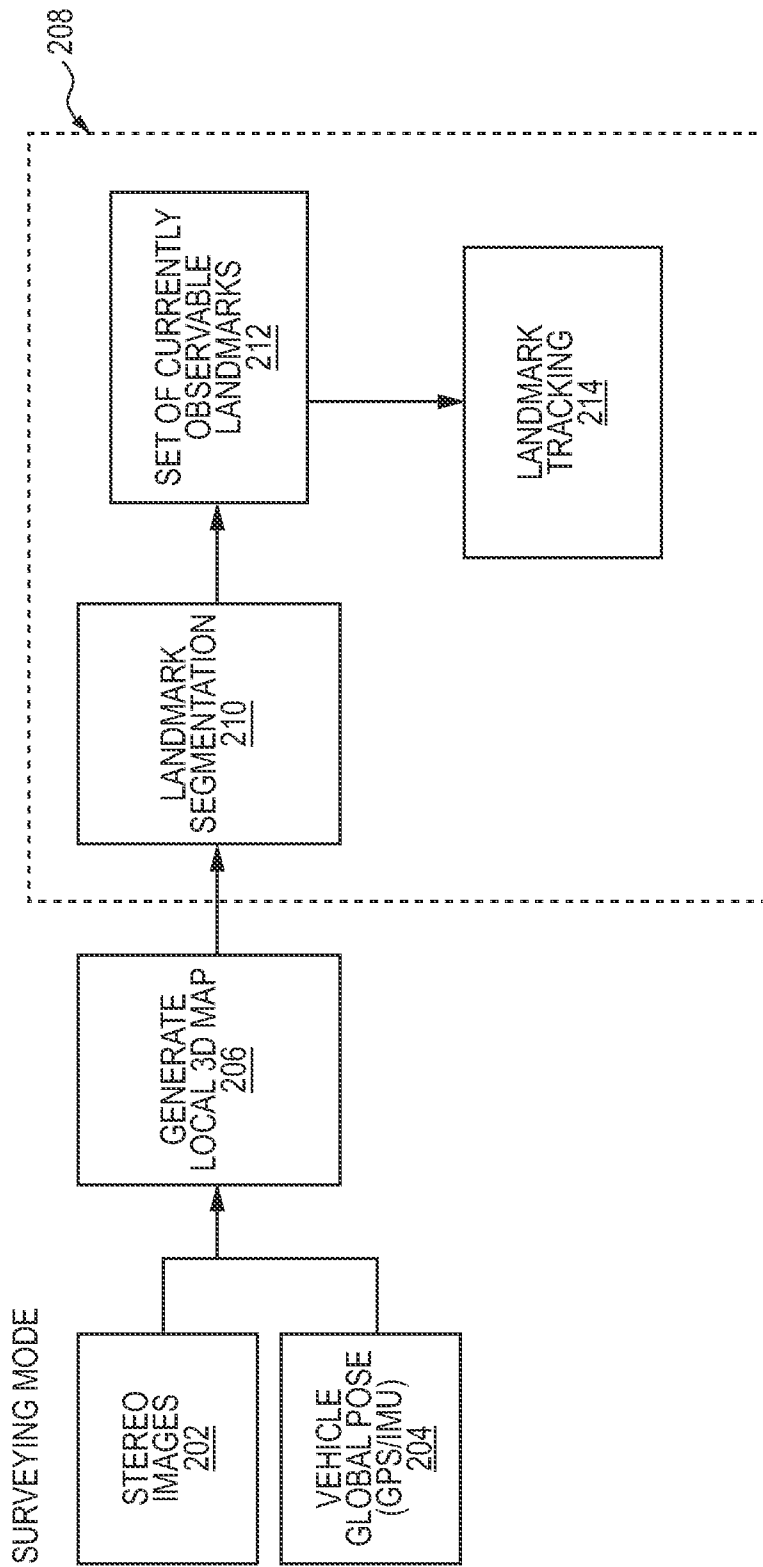 SURVEYING MODE
STEREO
IMAGES
202
VEHICLE
GLOBAL POSE
(GPS/IMU)
204
GENERATE
LOCAL 3D MAP
206
208
LANDMARK
SEGMENTATION
210
SET OF CURRENTLY
OBSERVABLE
LANDMARKS
212
LANDMARK
TRACKING
214